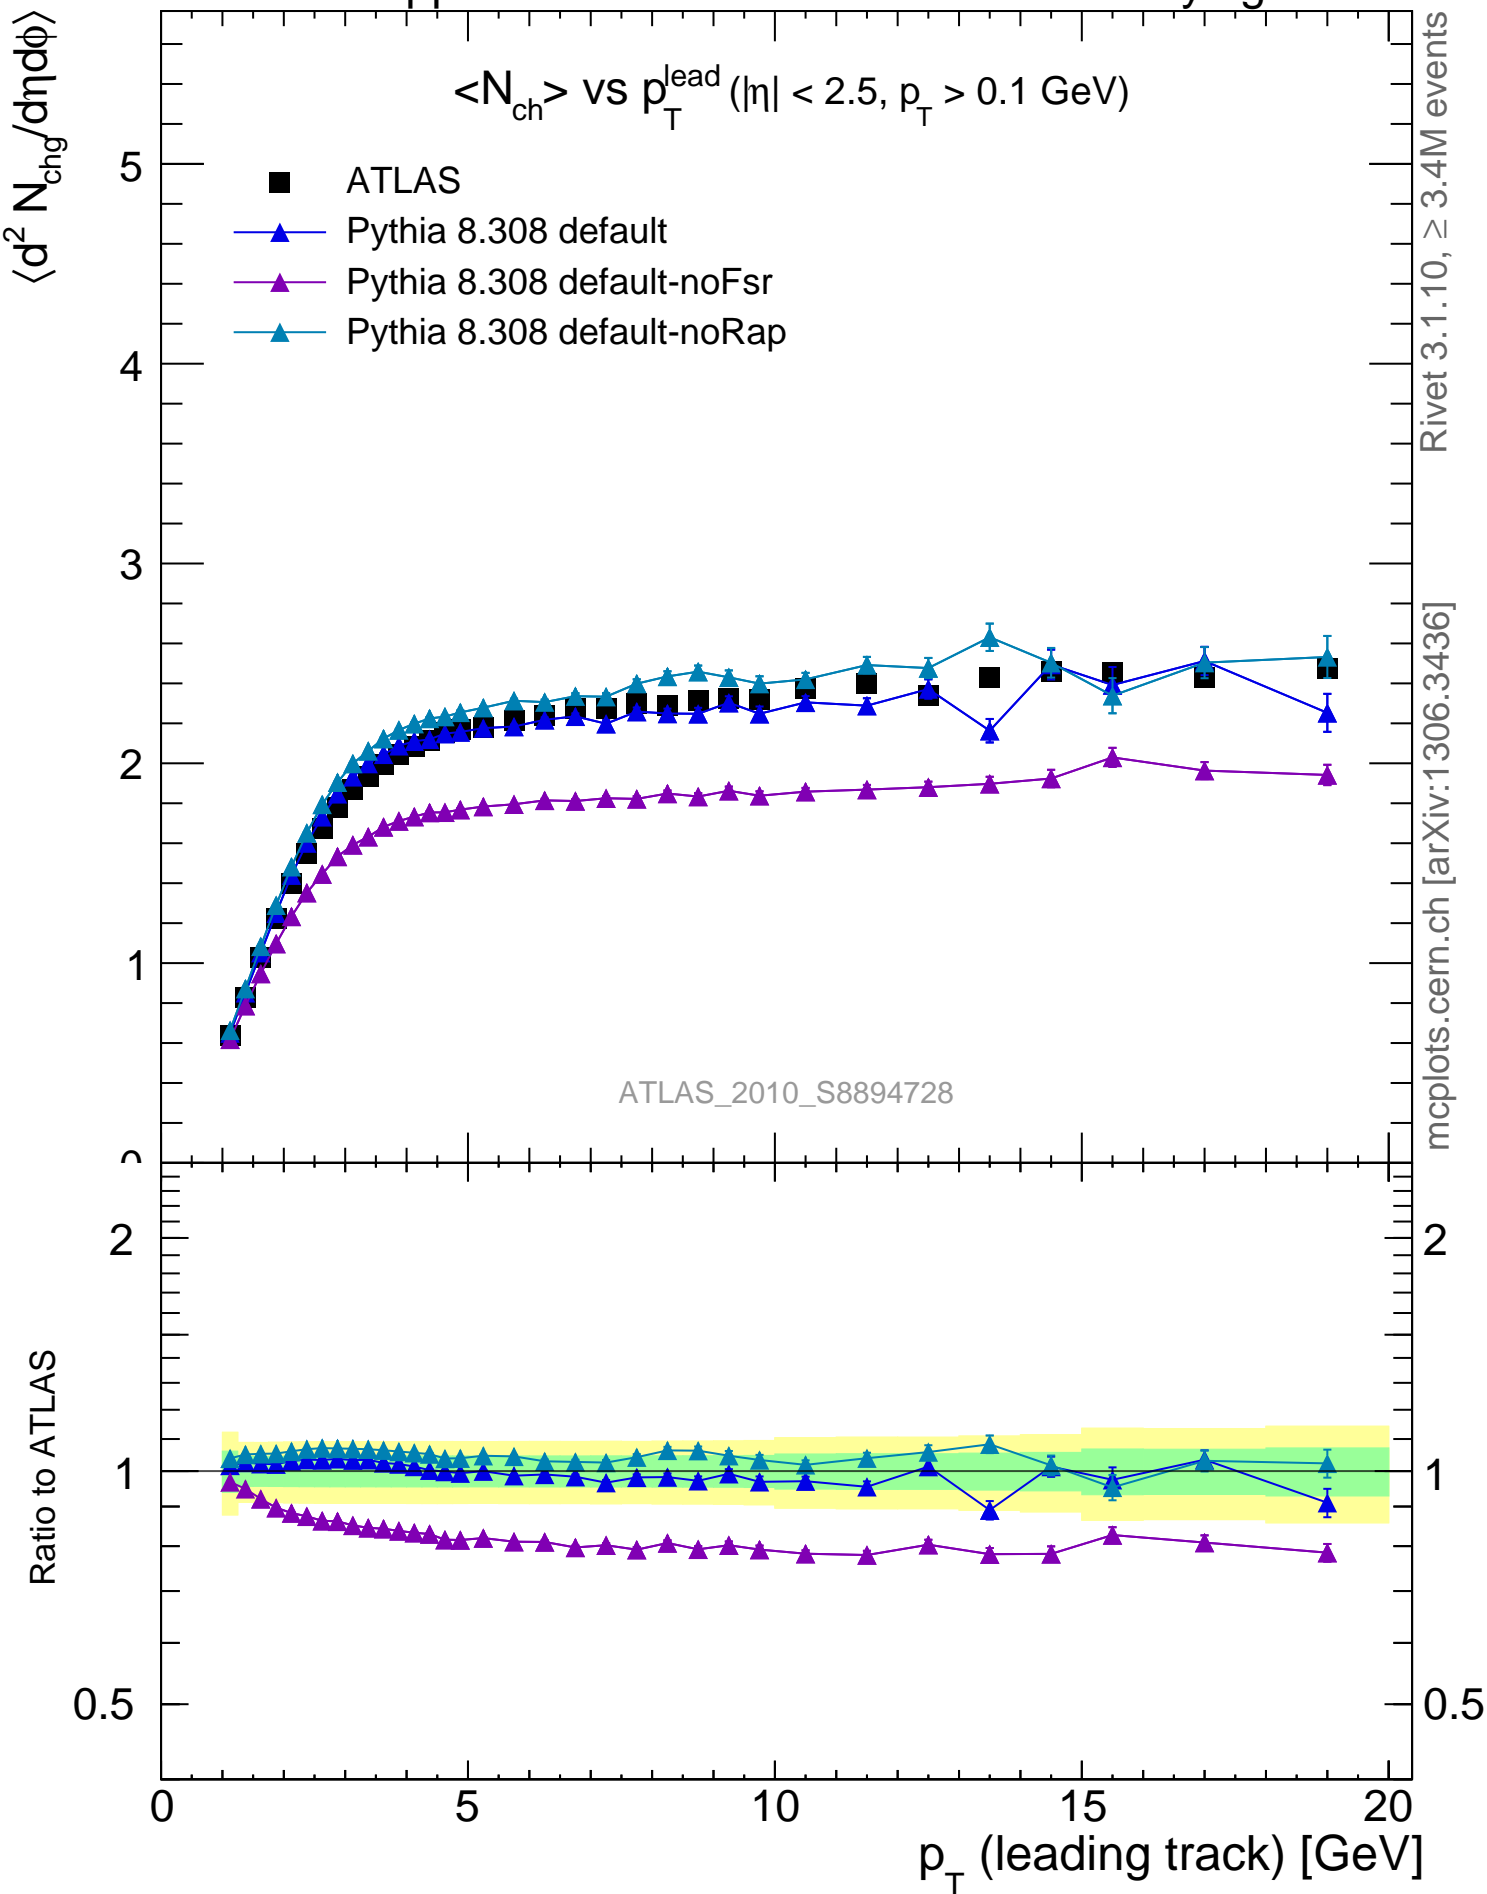 <N_ch> vs p_T^lead (|η| < 2.5, p_T > 0.1 GeV)
⟨d² N_chg/dηdϕ⟩
ATLAS
Pythia 8.308 default
Pythia 8.308 default-noFsr
Pythia 8.308 default-noRap
5
4
3
2
1
ATLAS_2010_S8894728
Rivet 3.1.10, ≥ 3.4M events
mcplots.cern.ch [arXiv:1306.3436]
Ratio to ATLAS
2
1
0.5
2
1
0.5
0 5 10 15 20
p_T (leading track) [GeV]